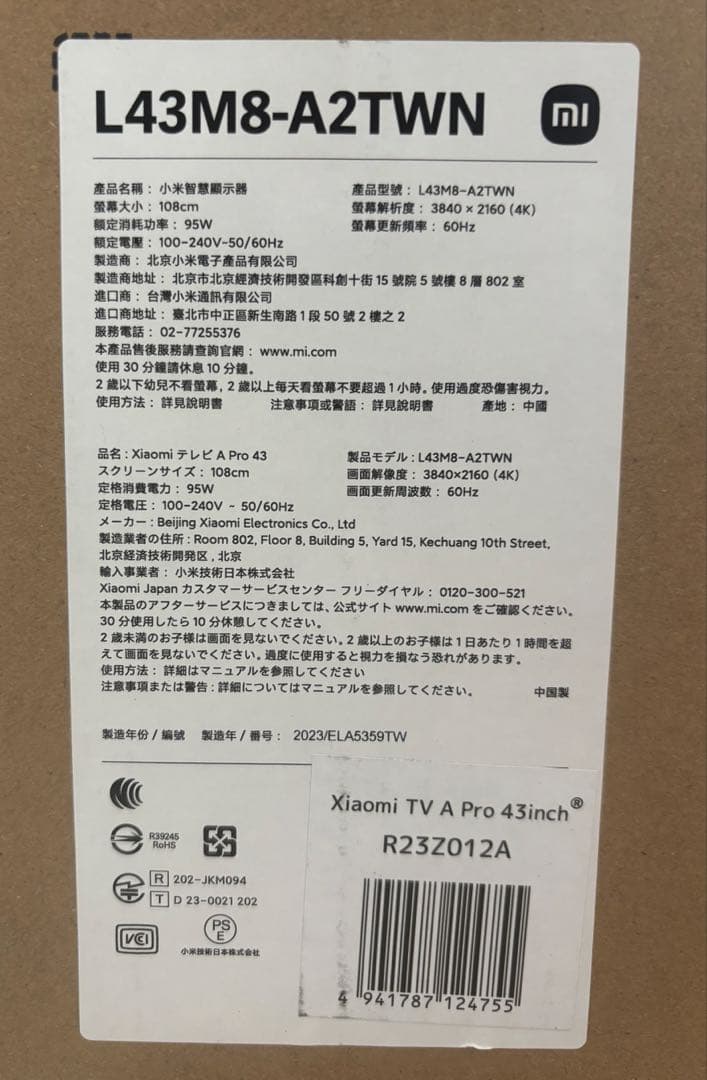 L43M8-A2TWN
mi
產品名稱： 小米智慧顯示器
產品型號： L43M8-A2TWN
螢幕大小： 108cm
螢幕解析度： 3840 × 2160 (4K)
額定消耗功率： 95W
螢幕更新頻率： 60Hz
額定電壓： 100-240V~50/60Hz
製造商： 北京小米電子產品有限公司
製造商地址： 北京市北京經濟技術開發區科創十街 15 號院 5 號樓 8 層 802 室
進口商： 台灣小米通訊有限公司
進口商地址： 臺北市中正區新生南路 1 段 50 號 2 樓之 2
服務電話： 02-77255376
本產品售後服務請查詢官網： www.mi.com
使用 30 分鐘請休息 10 分鐘。
2 歲以下幼兒不看螢幕，2 歲以上每天看螢幕不要超過 1 小時。使用過度恐傷害視力。
使用方法： 詳見說明書 注意事項或警語： 詳見說明書 產地： 中國
品名 : Xiaomi テレビ A Pro 43
製品モデル : L43M8-A2TWN
スクリーンサイズ： 108cm
画面解像度： 3840×2160 (4K)
定格消費電力： 95W
画面更新周波数： 60Hz
定格電圧： 100-240V ~ 50/60Hz
メーカー : Beijing Xiaomi Electronics Co., Ltd
製造業者の住所 : Room 802, Floor 8, Building 5, Yard 15, Kechuang 10th Street,
北京経済技術開発区 , 北京
輸入事業者： 小米技術日本株式会社
Xiaomi Japan カスタマーサービスセンター フリーダイヤル： 0120-300-521
本製品のアフターサービスにつきましては、公式サイト www.mi.com をご確認ください。
30 分使用したら 10 分休憩してください。
2 歳未満のお子様は画面を見ないでください。2 歳以上のお子様は 1 日あたり 1 時間を超
えて画面を見ないでください。過度に使用すると視力を損なう恐れがあります。
使用方法： 詳細はマニュアルを参照してください
注意事項または警告 : 詳細についてはマニュアルを参照してください。 中国製
製造年份 / 編號 製造年 / 番号： 2023/ELA5359TW
Xiaomi TV A Pro 43inch®
R23Z012A
R39245
RoHS
R 202-JKM094
T D 23-0021 202
VCI
PS
E
小米技術日本株式会社
4 941787 124755